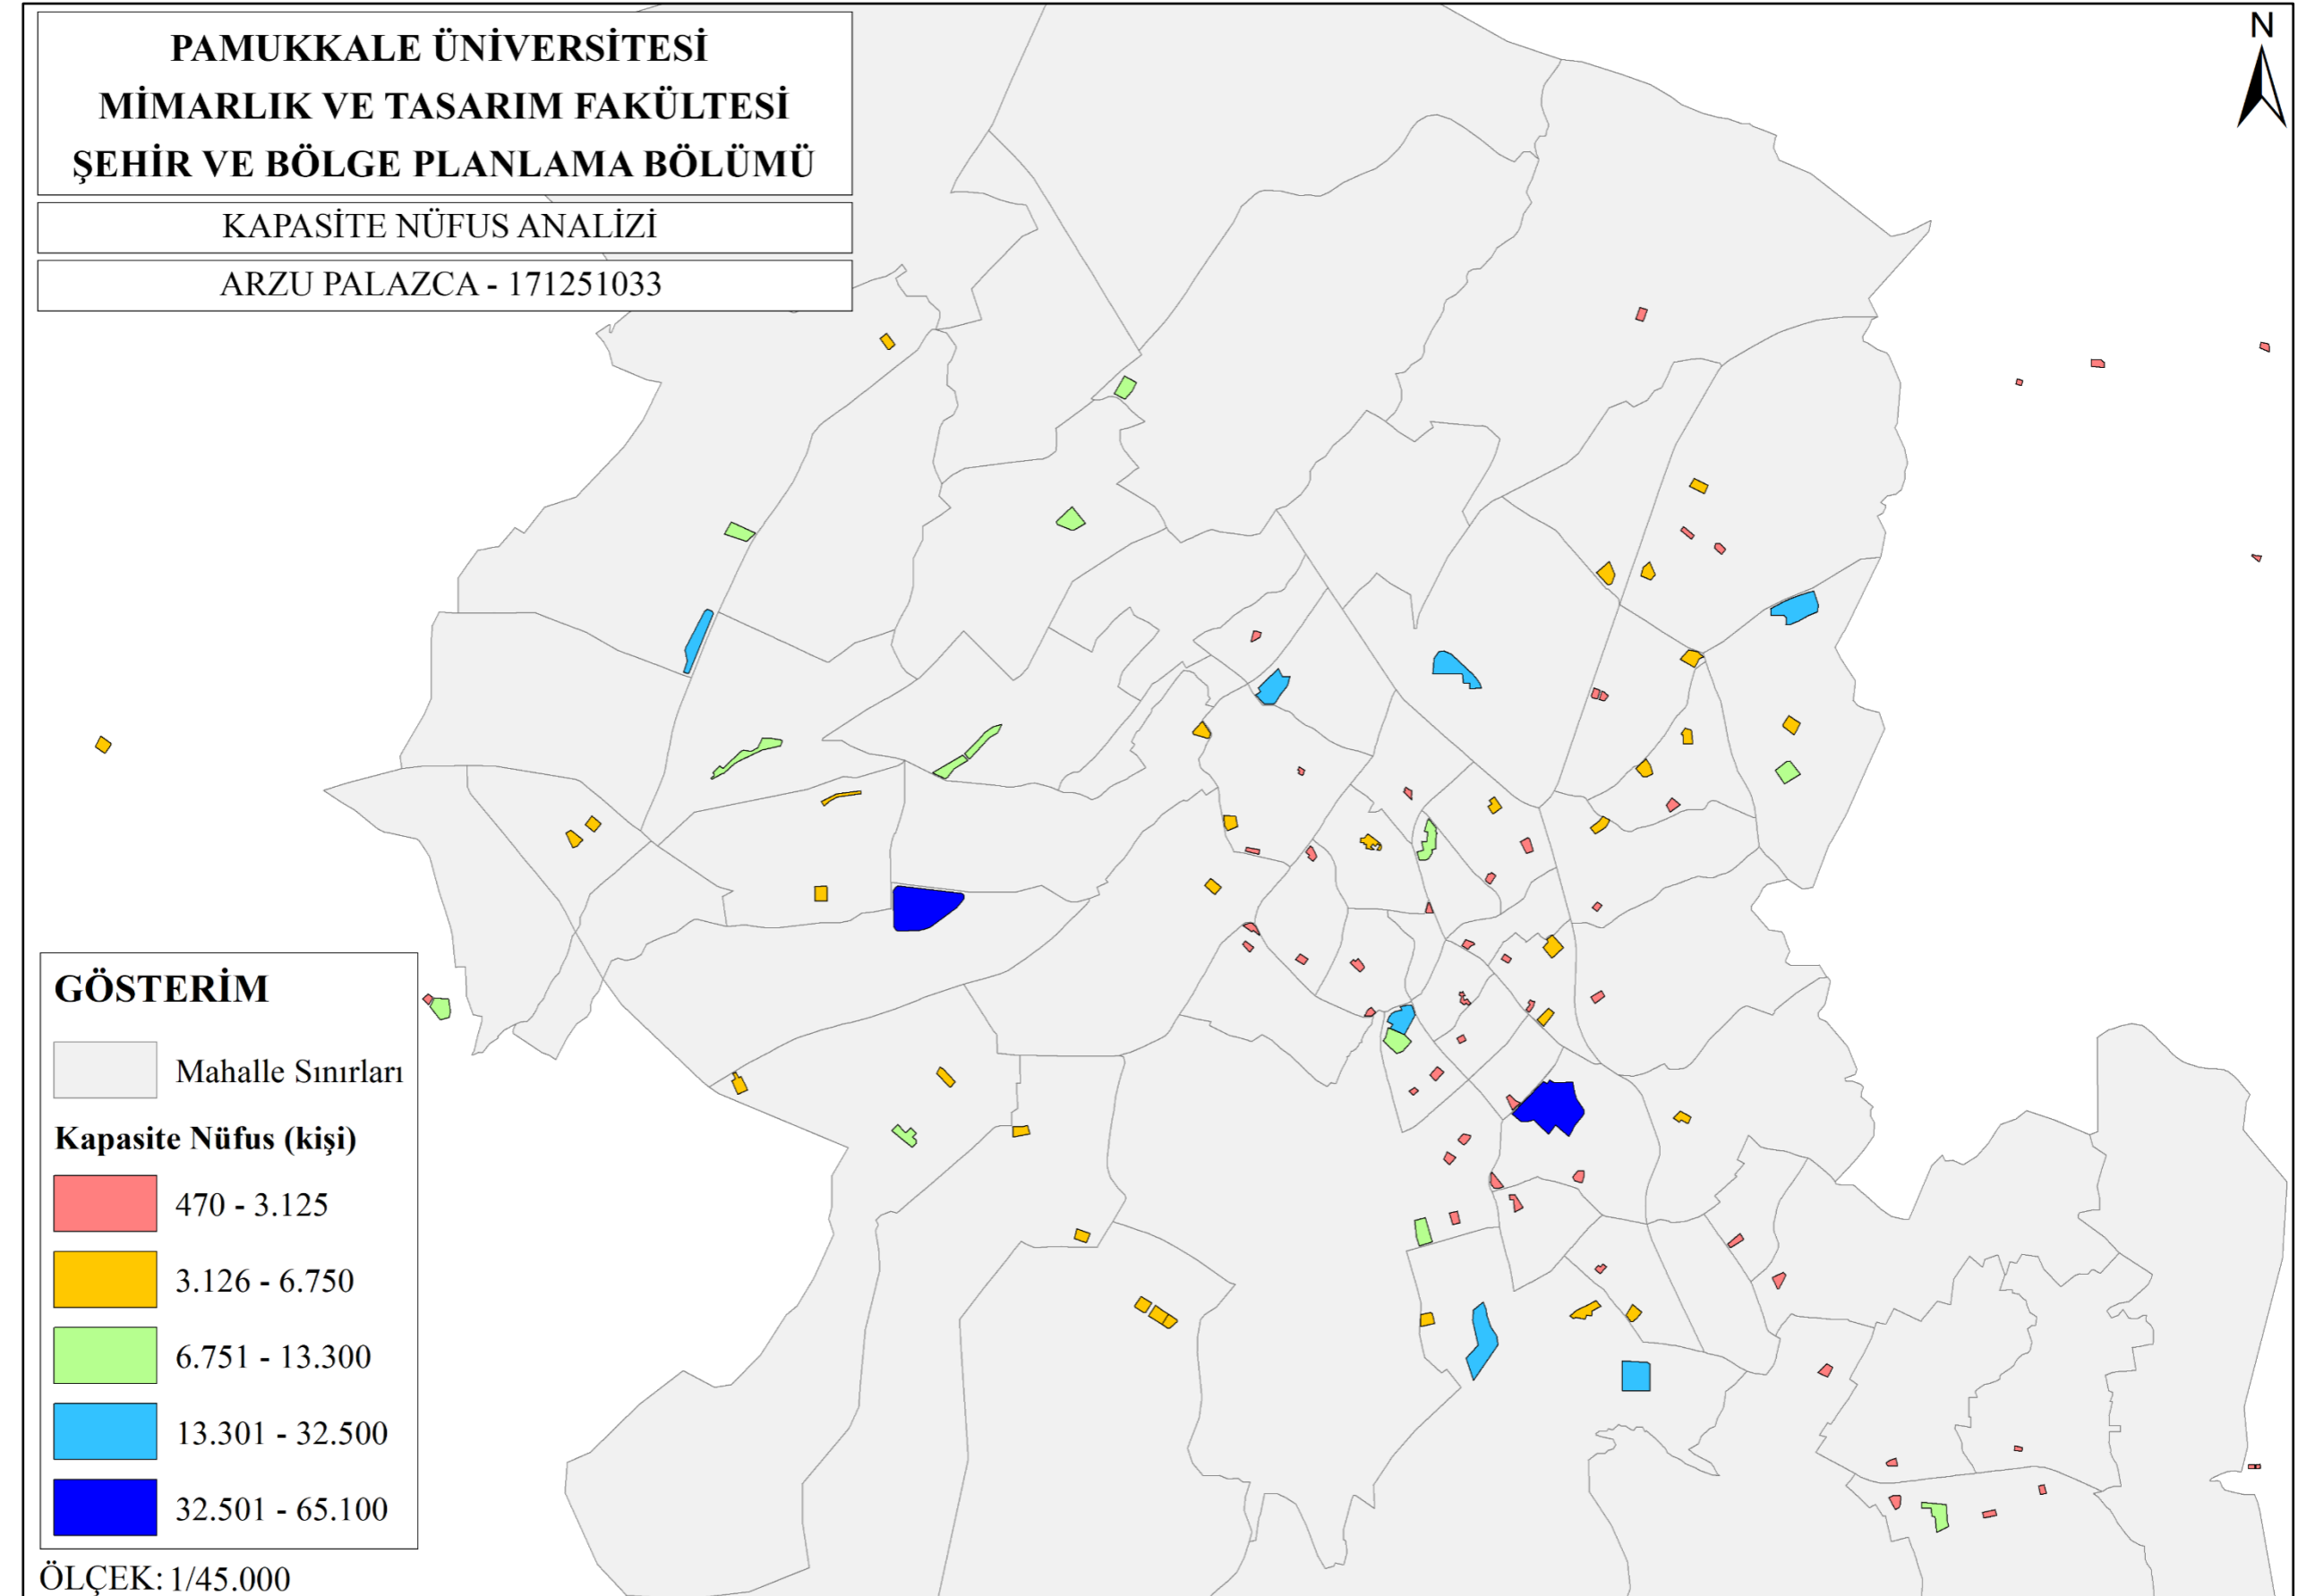 PAMUKKALE ÜNİVERSİTESİ
MİMARLIK VE TASARIM FAKÜLTESİ
ŞEHİR VE BÖLGE PLANLAMA BÖLÜMÜ
KAPASİTE NÜFUS ANALİZİ
ARZU PALAZCA - 171251033
N
GÖSTERİM
Mahalle Sınırları
Kapasite Nüfus (kişi)
470 - 3.125
3.126 - 6.750
6.751 - 13.300
13.301 - 32.500
32.501 - 65.100
ÖLÇEK: 1/45.000